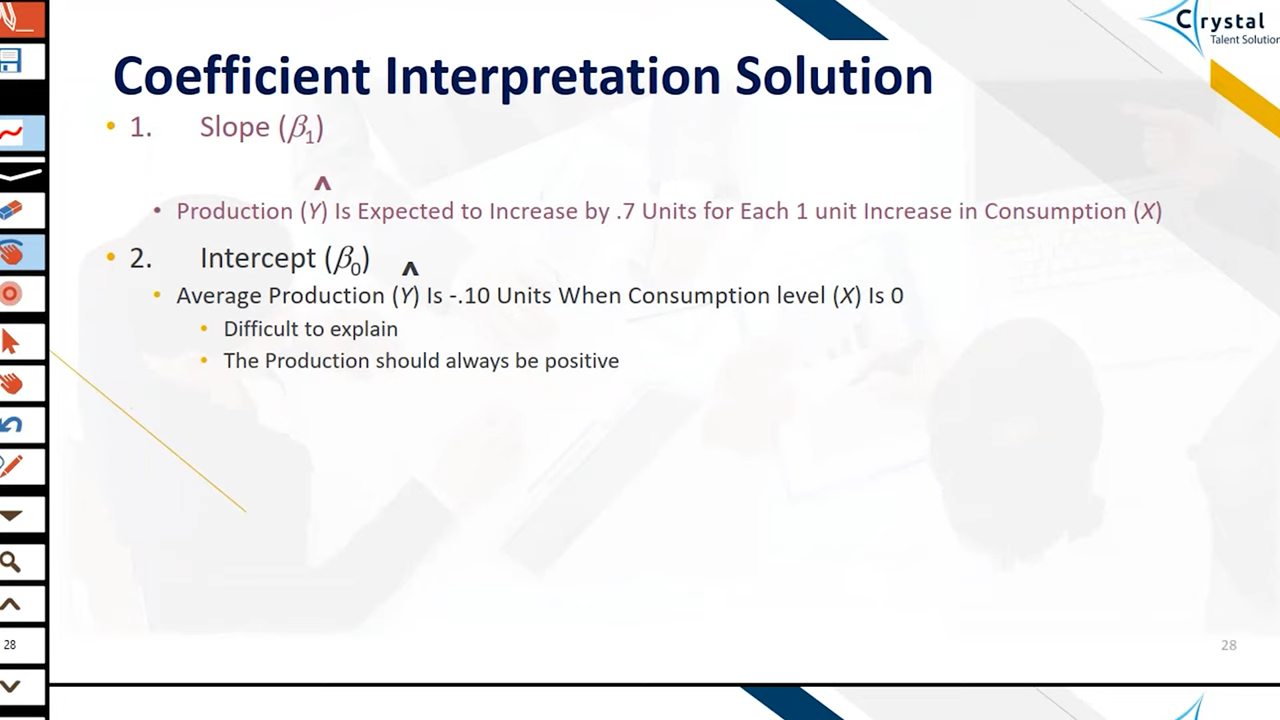 Crystal
Talent Solution
Coefficient Interpretation Solution
• 1. Slope (β1)
^
• Production (Y) Is Expected to Increase by .7 Units for Each 1 unit Increase in Consumption (X)
• 2. Intercept (β0)
^
• Average Production (Y) Is -.10 Units When Consumption level (X) Is 0
• Difficult to explain
• The Production should always be positive
28
28